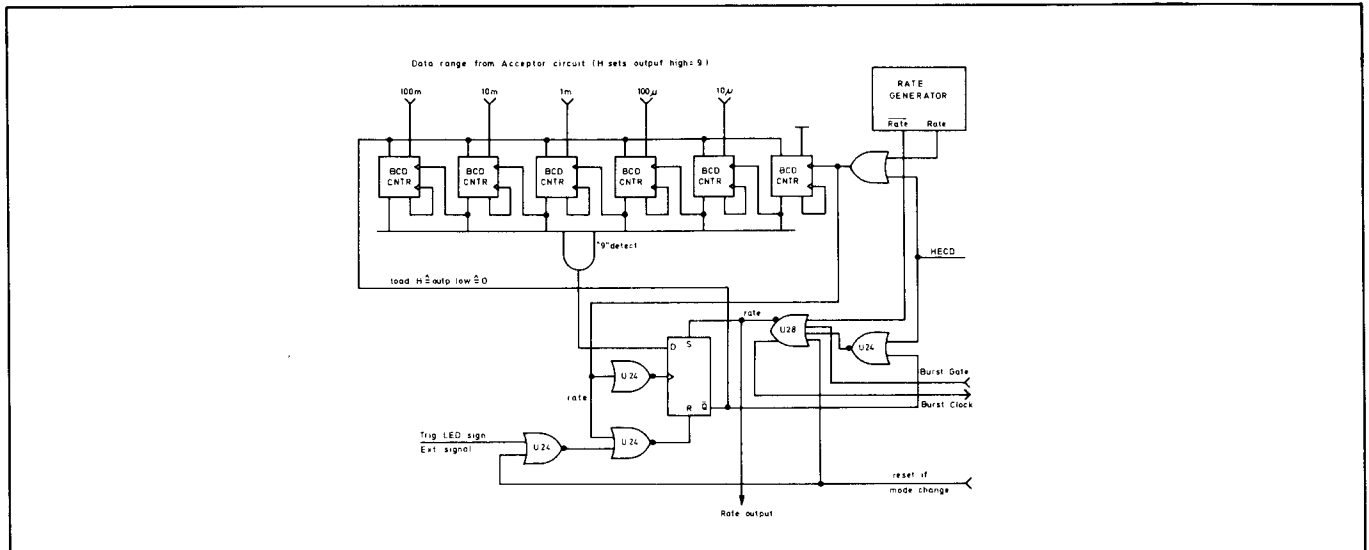 Data range from Acceptor circuit (H sets output high = 9)
100m
10m
1m
100µ
10µ
RATE
GENERATOR
Rate Rate
BCD
CNTR
BCD
CNTR
BCD
CNTR
BCD
CNTR
BCD
CNTR
BCD
CNTR
"9" detect
HECD
load H≙outp low≙0
rate
U28
U24
S
D
R
Q
U24
rate
Burst Gate
Burst Clock
Trig LED sign
Ext signal
U24
U24
reset if
mode change
Rate output